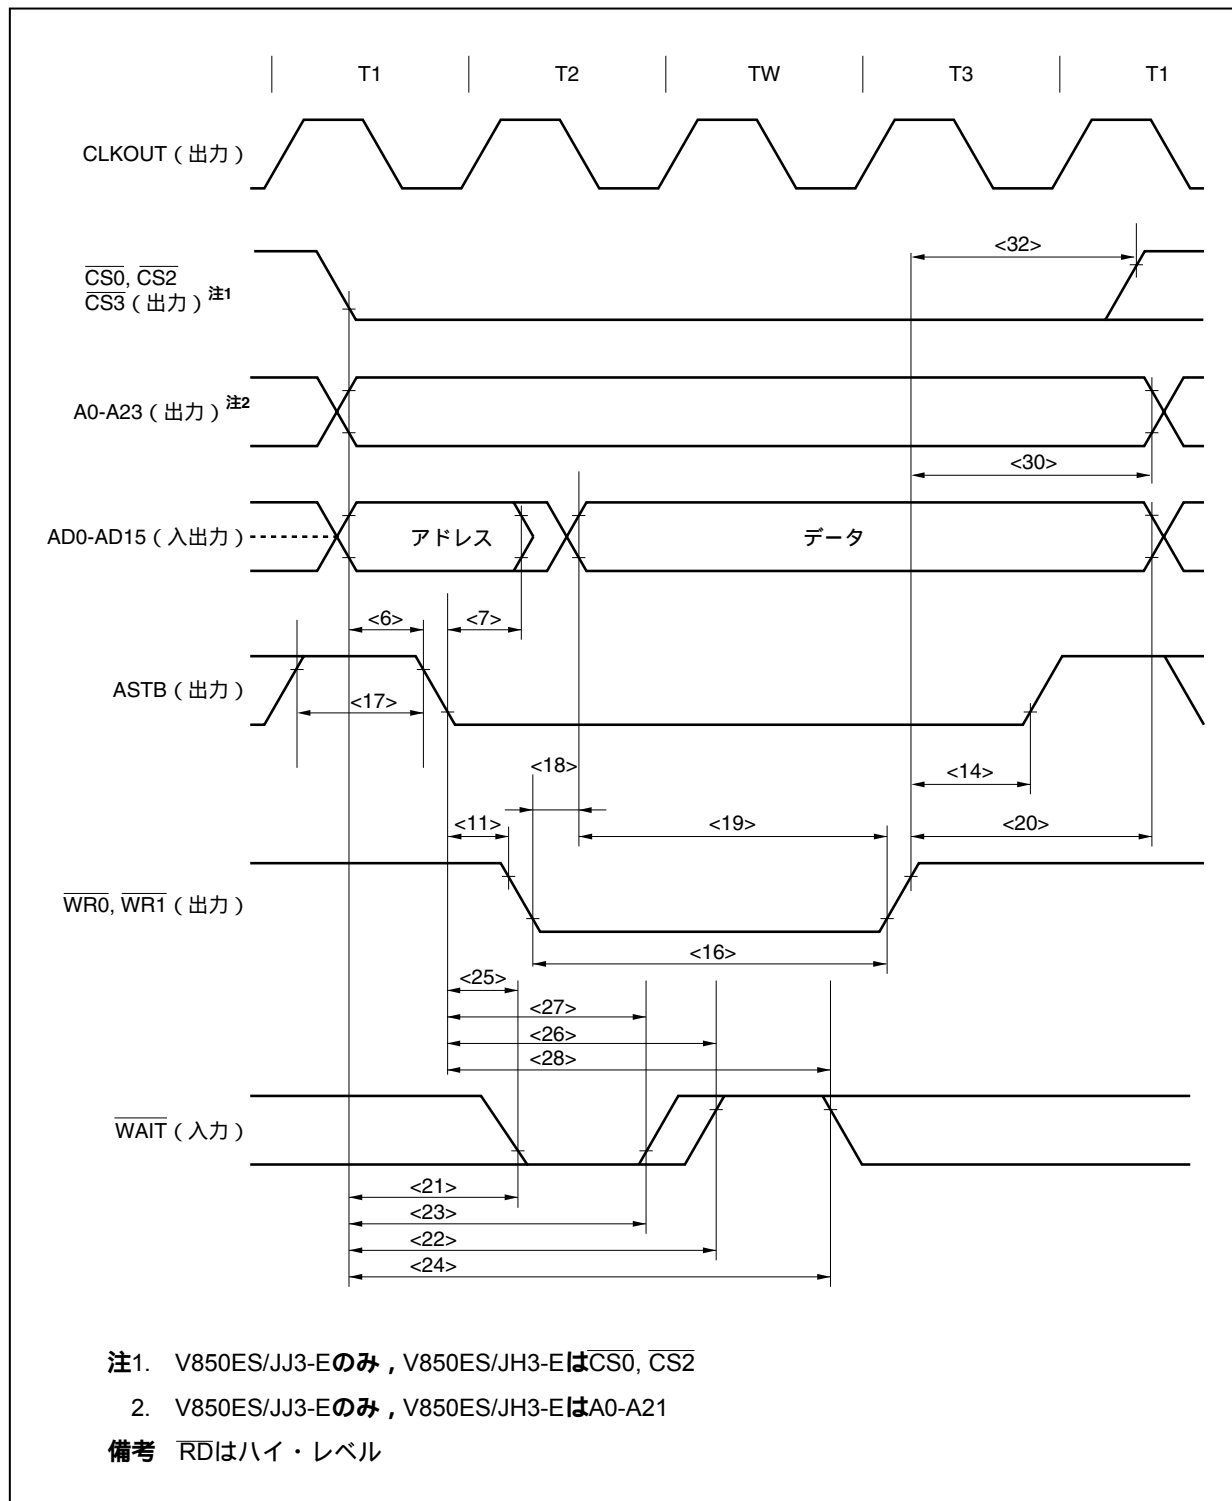 T1 T2 TW T3 T1
CLKOUT（出力）
<32>
CS0, CS2
CS3（出力）注1
A0-A23（出力）注2
<30>
AD0-AD15（入出力） アドレス データ
<6> <7>
ASTB（出力）
<17>
<18> <14>
<11> <19> <20>
WR0, WR1（出力）
<16>
<25>
<27>
<26>
<28>
WAIT（入力）
<21>
<23>
<22>
<24>
注1. V850ES/JJ3-Eのみ，V850ES/JH3-EはCS0, CS2
2. V850ES/JJ3-Eのみ，V850ES/JH3-EはA0-A21
備考 RDはハイ・レベル